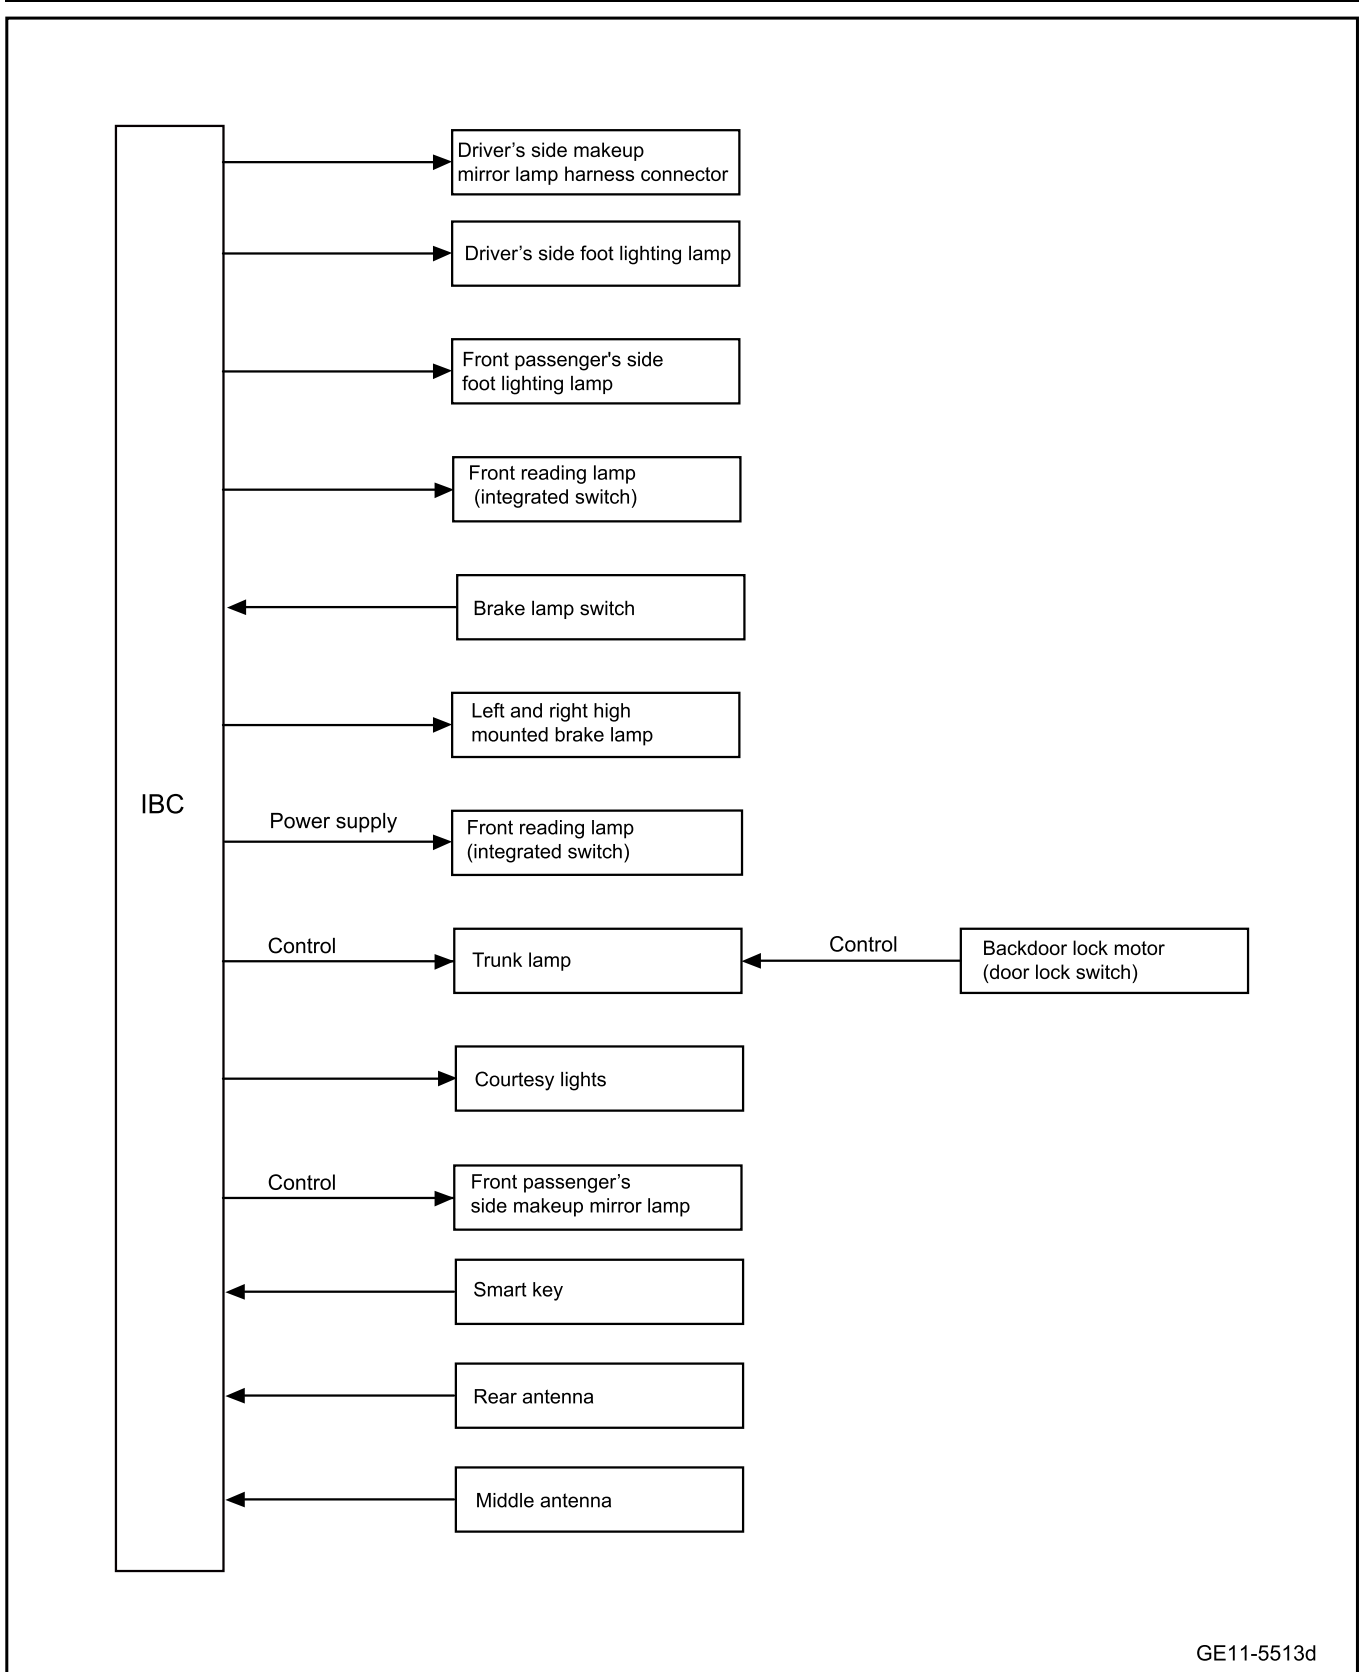 Driver’s side makeup
mirror lamp harness connector
Driver’s side foot lighting lamp
Front passenger's side
foot lighting lamp
Front reading lamp
(integrated switch)
Brake lamp switch
Left and right high
mounted brake lamp
IBC
Power supply
Front reading lamp
(integrated switch)
Control
Trunk lamp
Control
Backdoor lock motor
(door lock switch)
Courtesy lights
Control
Front passenger’s
side makeup mirror lamp
Smart key
Rear antenna
Middle antenna
GE11-5513d